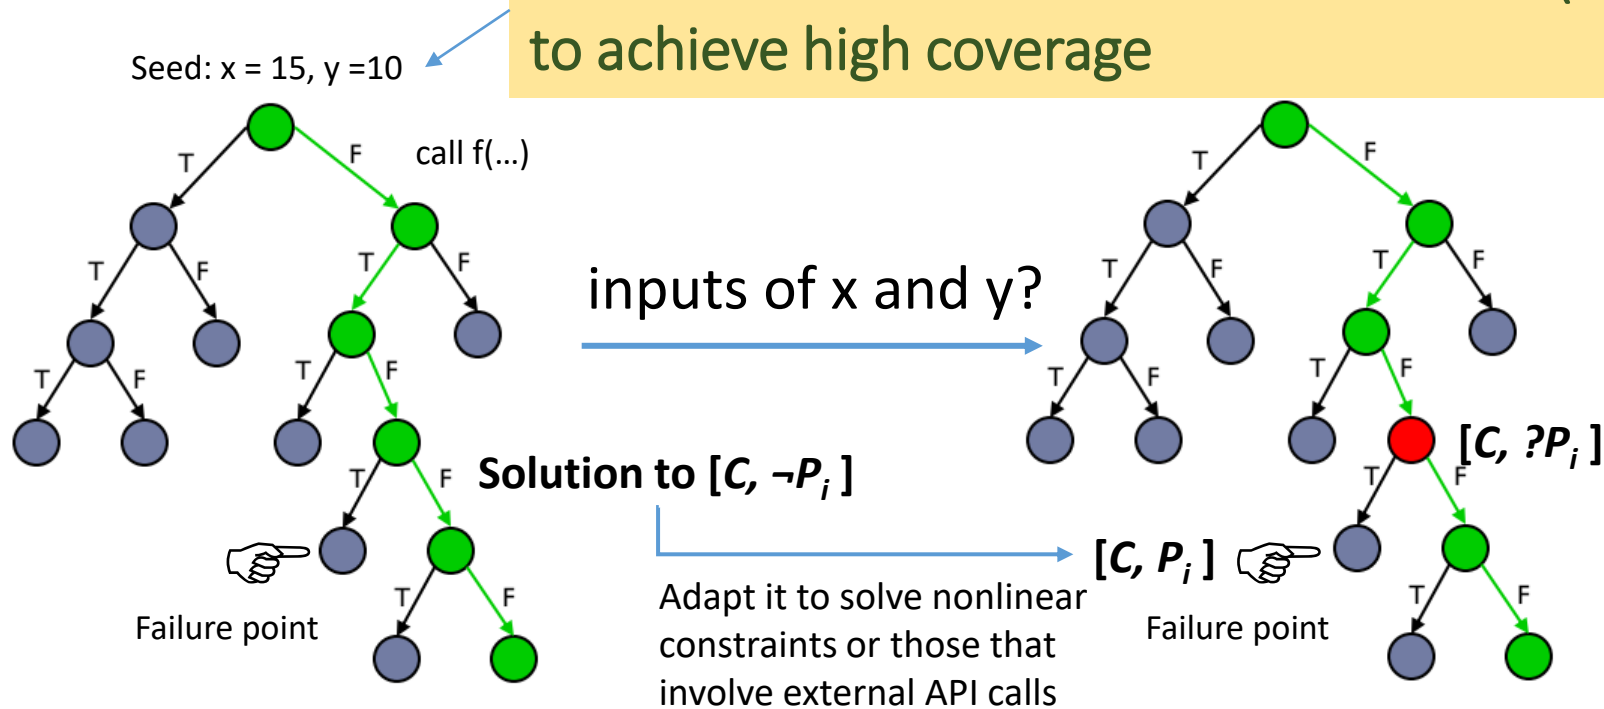 to achieve high coverage
Seed: x = 15, y =10
call f(…)
T
F
T
F
T
F
T
F
T
F
T
F
T
F
inputs of x and y?
Solution to [C, ¬Pi ]
Failure point
Adapt it to solve nonlinear
constraints or those that
involve external API calls
T
F
T
F
T
F
T
F
T
F
[C, ?Pi ]
T
F
[C, Pi ]
Failure point
T
F